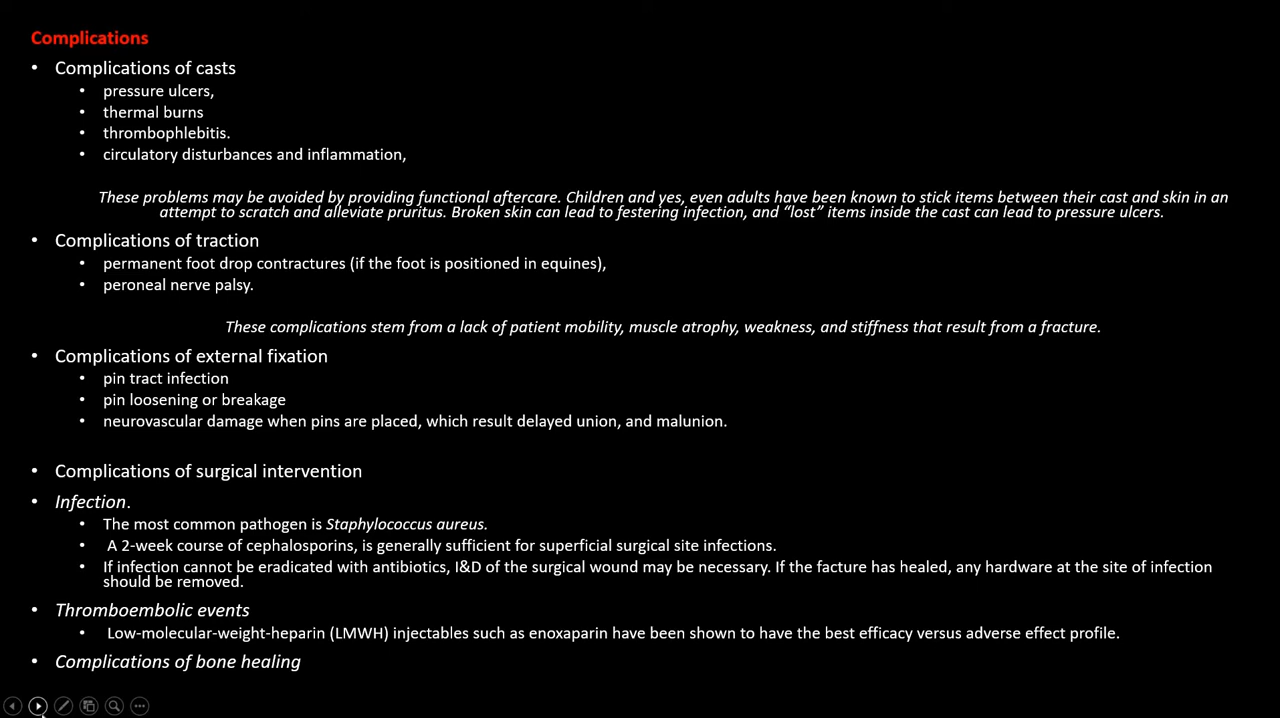 Complications
• Complications of casts
• pressure ulcers,
• thermal burns
• thrombophlebitis.
• circulatory disturbances and inflammation,
These problems may be avoided by providing functional aftercare. Children and yes, even adults have been known to stick items between their cast and skin in an
attempt to scratch and alleviate pruritus. Broken skin can lead to festering infection, and “lost” items inside the cast can lead to pressure ulcers.
• Complications of traction
• permanent foot drop contractures (if the foot is positioned in equines),
• peroneal nerve palsy.
These complications stem from a lack of patient mobility, muscle atrophy, weakness, and stiffness that result from a fracture.
• Complications of external fixation
• pin tract infection
• pin loosening or breakage
• neurovascular damage when pins are placed, which result delayed union, and malunion.
• Complications of surgical intervention
• Infection.
• The most common pathogen is Staphylococcus aureus.
• A 2-week course of cephalosporins, is generally sufficient for superficial surgical site infections.
• If infection cannot be eradicated with antibiotics, I&D of the surgical wound may be necessary. If the facture has healed, any hardware at the site of infection
should be removed.
• Thromboembolic events
• Low-molecular-weight-heparin (LMWH) injectables such as enoxaparin have been shown to have the best efficacy versus adverse effect profile.
• Complications of bone healing